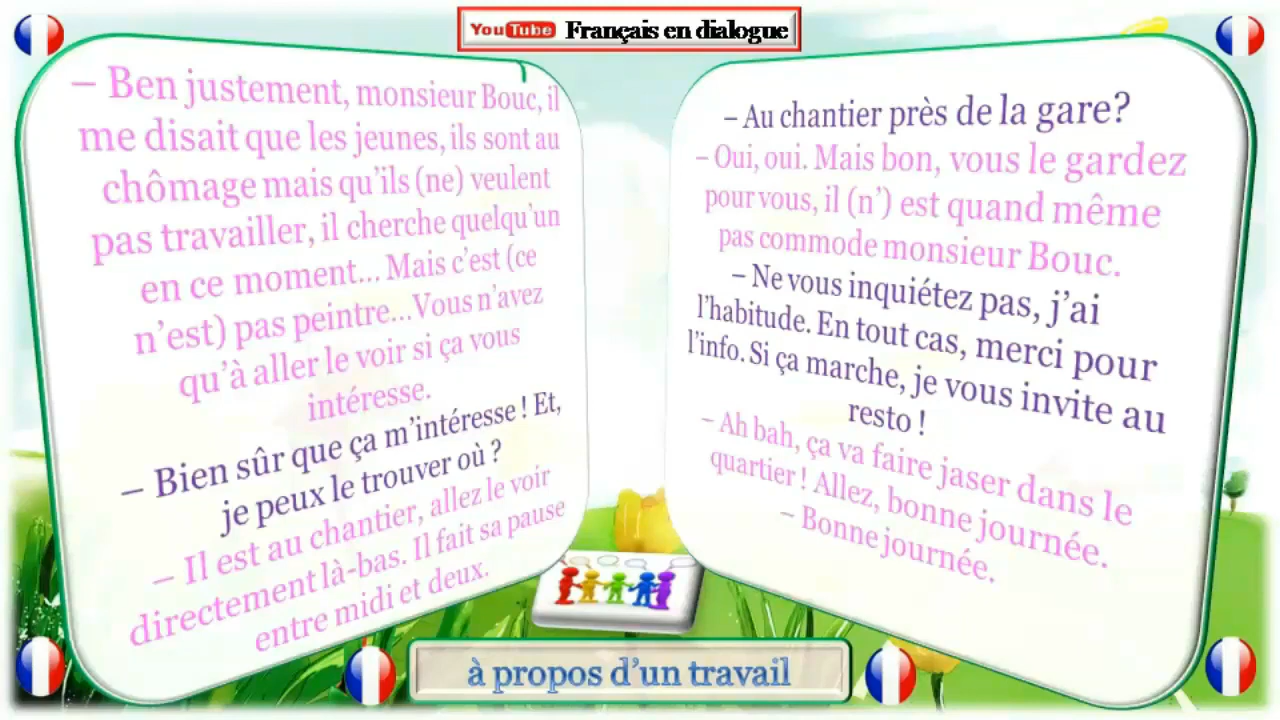 YouTube Français en dialogue
– Ben justement, monsieur Bouc, il
me disait que les jeunes, ils sont au
chômage mais qu’ils (ne) veulent
pas travailler, il cherche quelqu’un
en ce moment... Mais c’est (ce
n’est) pas peintre...Vous n’avez
qu’à aller le voir si ça vous
intéresse.
– Bien sûr que ça m’intéresse ! Et,
je peux le trouver où ?
– Il est au chantier, allez le voir
directement là-bas. Il fait sa pause
entre midi et deux.
– Au chantier près de la gare?
– Oui, oui. Mais bon, vous le gardez
pour vous, il (n’) est quand même
pas commode monsieur Bouc.
– Ne vous inquiétez pas, j’ai
l’habitude. En tout cas, merci pour
l’info. Si ça marche, je vous invite au
resto !
– Ah bah, ça va faire jaser dans le
quartier ! Allez, bonne journée.
– Bonne journée.
à propos d’un travail